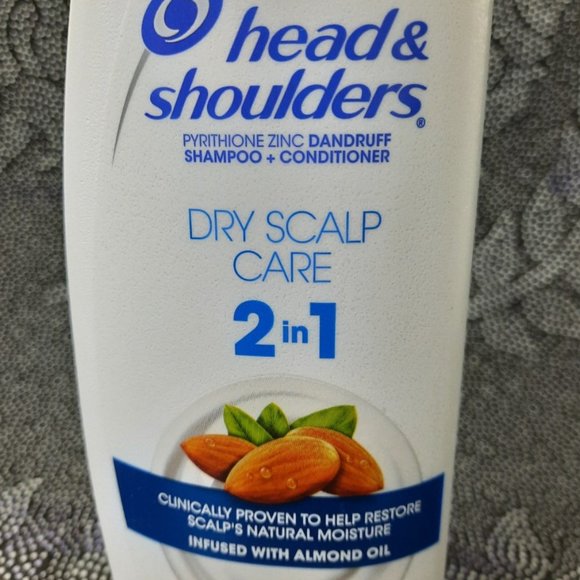 head &
shoulders®
PYRITHIONE ZINC DANDRUFF
SHAMPOO + CONDITIONER
DRY SCALP
CARE
2 in 1
CLINICALLY PROVEN TO HELP RESTORE
SCALP'S NATURAL MOISTURE
INFUSED WITH ALMOND OIL